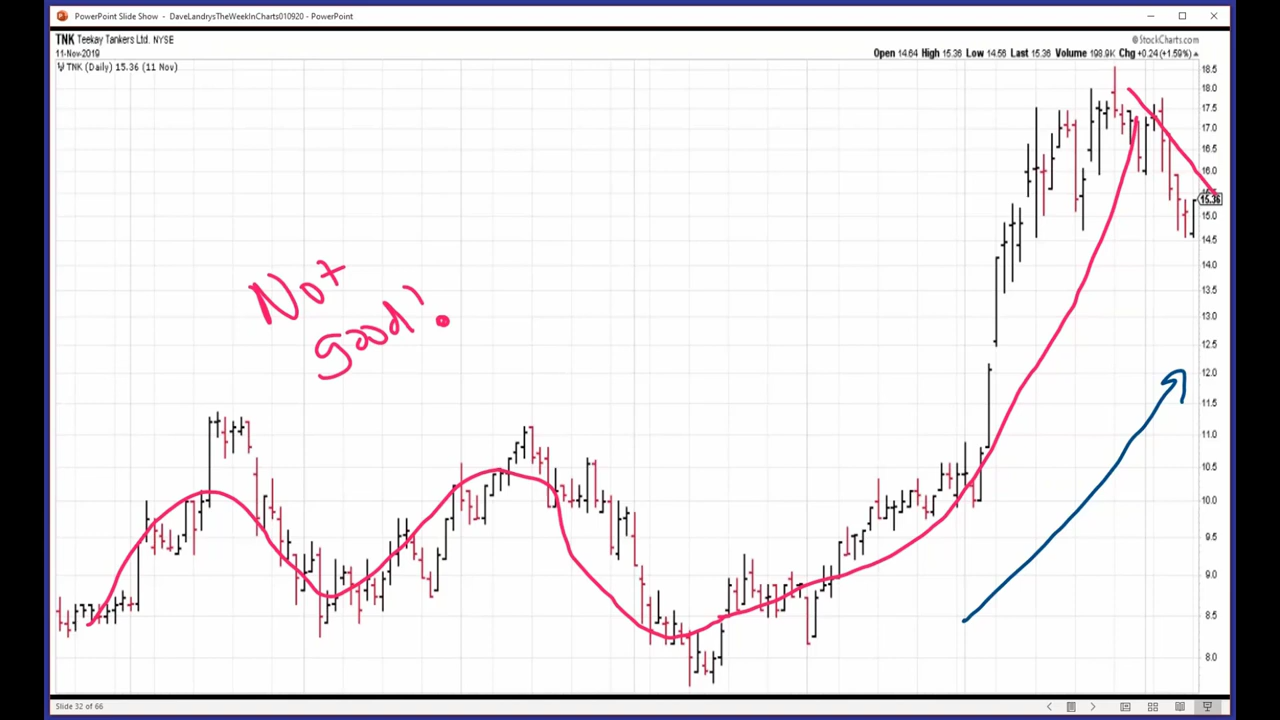 PowerPoint Slide Show - DaveLandrysTheWeekInCharts010920 - PowerPoint
TNK Teekay Tankers Ltd. NYSE
© StockCharts.com
11-Nov-2019
Open 14.64 High 15.36 Low 14.56 Last 15.36 Volume 198.9K Chg +0.24 (+1.59%)
TNK (Daily) 15.36 (11 Nov)
18.5
18.0
17.5
17.0
16.5
16.0
15.36
15.0
14.5
14.0
13.5
13.0
12.5
12.0
11.5
11.0
10.5
10.0
9.5
9.0
8.5
8.0
Not
good!
Slide 32 of 66